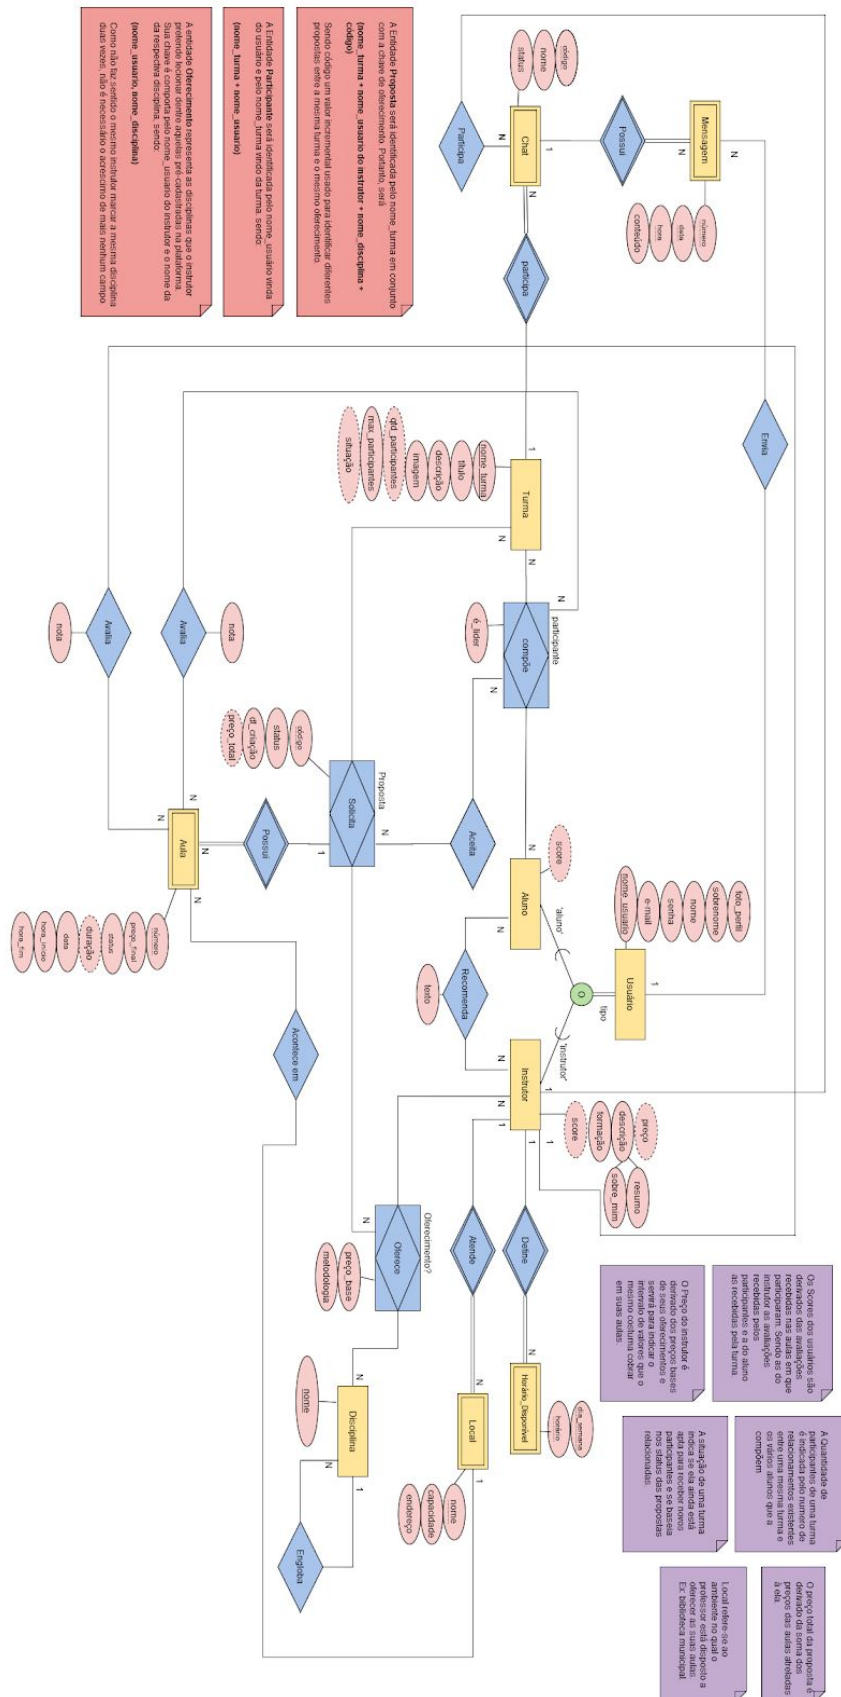 A Entidade Proposta será identificada pelo nome_turma em conjunto
com a chave de oferecimento. Portanto, será
(nome_turma + nome_usuario do instrutor + nome_disciplina +
código)
Sendo código um valor incremental usado para identificar diferentes
propostas entre a mesma turma e o mesmo oferecimento
A Entidade Participante será identificada pelo nome_usuário vinda
do usuário e pelo nome_turma vindo da turma, sendo:
(nome_turma + nome_usuario)
A entidade Oferecimento representa as disciplinas que o instrutor
pretende lecionar dentre aquelas pré-cadastradas na plataforma.
Sua chave é comporta pelo nome_usuario do instrutor e o nome da
da respectiva disciplina, sendo:
(nome_usuario, nome_disciplina)
Como não faz sentido o mesmo instrutor marcar a mesma disciplina
duas vezes, não é necessário o acrescimo de mais nenhum campo
Mensagem
número
data
hora
conteúdo
N
N
Possui
1
Chat
código
nome
status
N
N
Participa
participa
Envia
1
Turma
nome_turma
título
descrição
imagem
qtd_participantes
max_participantes
situação
N
N
N
participante
compõe
é_lider
N
N
Aluno
score
'aluno'
Usuário
foto_perfil
sobrenome
nome
senha
e-mail
nome_usuario
1
O
tipo
'instrutor'
N
Recomenda
texto
N
Instrutor
preço
descrição
resumo
sobre_mim
formação
score
1
1
1
1
N
Avalia
nota
Avalia
nota
Proposta
Solicita
código
status
dt_criação
preço_total
N
Aceita
1
Possui
N
N
N
N
Aula
número
preço_final
status
duração
data
hora_inicio
hora_fim
Acontece em
Oferecimento?
Oferece
N
preço_base
metodologia
Atende
Define
N
Horário_Disponível
dia_semana
horário
N
Local
1
nome
capacidade
endereço
N
Disciplina
nome
N
1
Engloba
Os Scores dos usuários são
derivados das avaliações
recebidas nas aulas em que
participaram. Sendo as do
instrutor as avaliações
recebidas pelos
participantes e a do aluno
as recebidas pela turma.
O Preço do instrutor é
derivado dos preços bases
de seus oferecimentos e
servirá para indicar o
intervalo de valores que o
mesmo costuma cobrar
em suas aulas.
A Quantidade de
participantes de uma turma
é indicada pelo numero de
relacionamentos existentes
entre uma mesma turma e
os vários alunos que a
compõem
A situação de uma turma
indica se ela ainda está
apta para receber novos
participantes e se baseia
nos status das propostas
relacionadas
O preço total da proposta é
derivado da soma dos
preços das aulas atreladas
à ela.
Local refere-se ao
ambiente no qual o
professor está disposto a
oferecer as suas aulas.
Ex: biblioteca municipal.